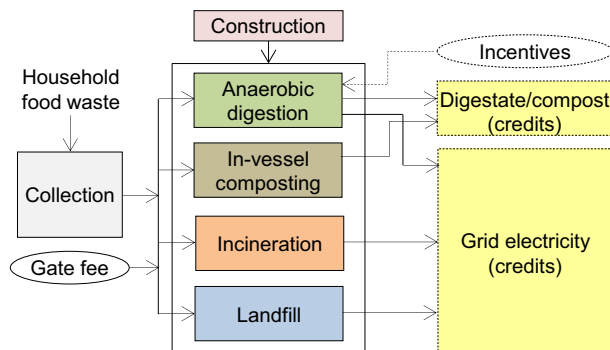 Construction
Incentives
Household
food waste
Anaerobic
digestion
Digestate/compost
(credits)
In-vessel
composting
Collection
Incineration
Grid electricity
(credits)
Gate fee
Landfill